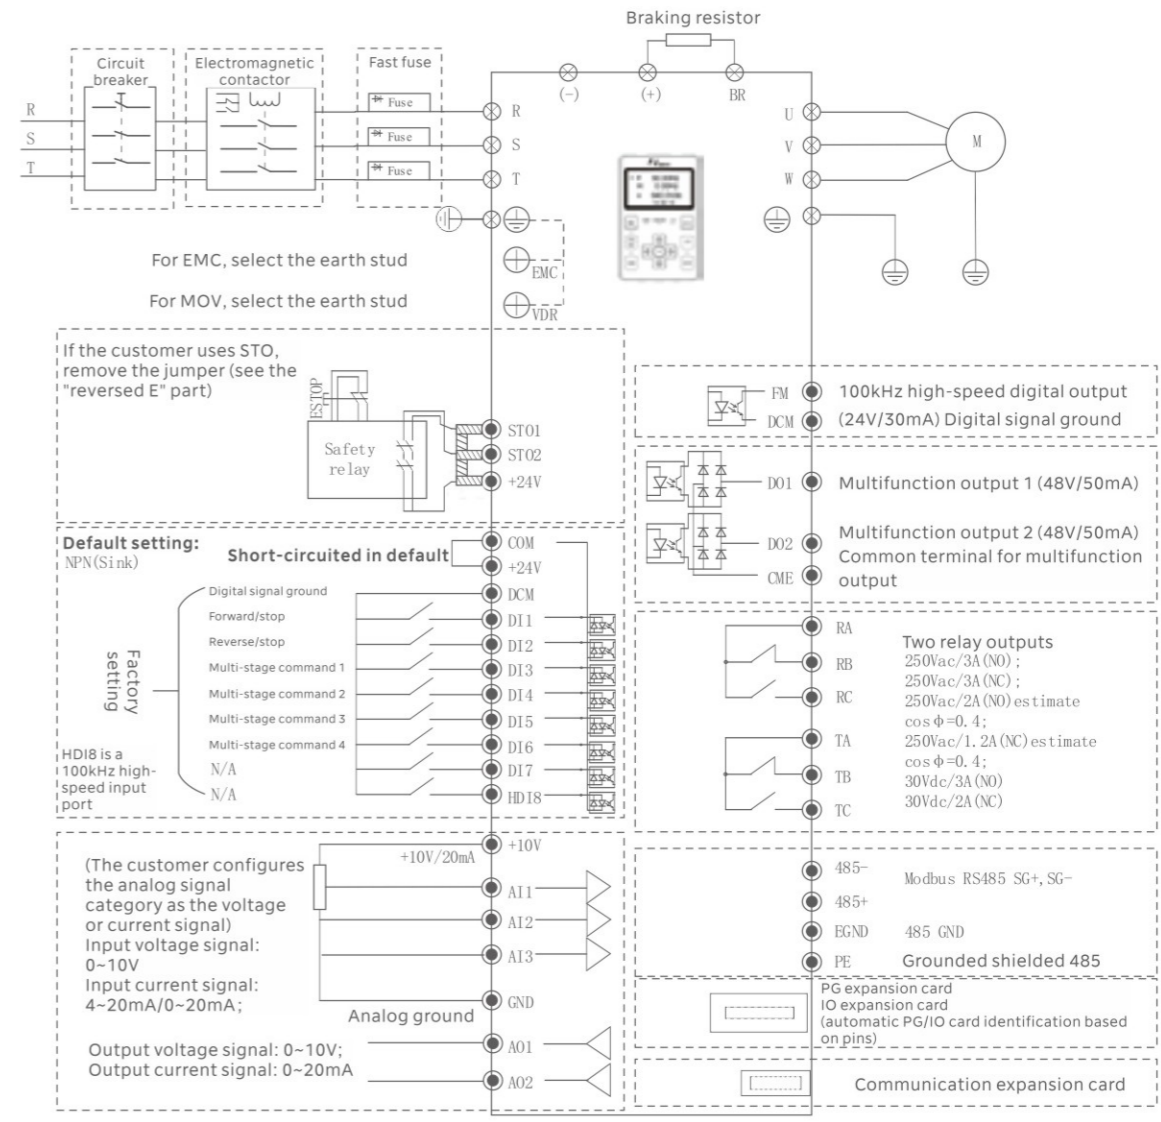 Braking resistor
Circuit
breaker
Electromagnetic
contactor
Fast fuse
(-)
(+)
BR
R
S
T
Fuse
Fuse
Fuse
R
S
T
U
V
W
M
EMC
VDR
For EMC, select the earth stud
For MOV, select the earth stud
If the customer uses STO,
remove the jumper (see the
"reversed E" part)
ESTOP
Safety
relay
STO1
STO2
+24V
Default setting:
NPN(Sink)
Short-circuited in default
COM
+24V
Digital signal ground
DCM
Forward/stop
DI1
Reverse/stop
DI2
Multi-stage command 1
DI3
Multi-stage command 2
DI4
Multi-stage command 3
DI5
Multi-stage command 4
DI6
N/A
DI7
N/A
HDI8
Factory
setting
HDI8 is a
100kHz high-
speed input
port
+10V
+10V/20mA
(The customer configures
the analog signal
category as the voltage
or current signal)
Input voltage signal:
0~10V
Input current signal:
4~20mA/0~20mA;
AI1
AI2
AI3
GND
Analog ground
Output voltage signal: 0~10V;
Output current signal: 0~20mA
AO1
AO2
FM
100kHz high-speed digital output
DCM
(24V/30mA) Digital signal ground
DO1
Multifunction output 1 (48V/50mA)
DO2
Multifunction output 2 (48V/50mA)
CME
Common terminal for multifunction
output
RA
RB
RC
TA
TB
TC
Two relay outputs
250Vac/3A(NO);
250Vac/3A(NC);
250Vac/2A(NO)estimate
cosφ=0.4;
250Vac/1.2A(NC)estimate
cosφ=0.4;
30Vdc/3A(NO)
30Vdc/2A(NC)
485-
Modbus RS485 SG+,SG-
485+
EGND
485 GND
PE
Grounded shielded 485
PG expansion card
IO expansion card
(automatic PG/IO card identification based
on pins)
Communication expansion card